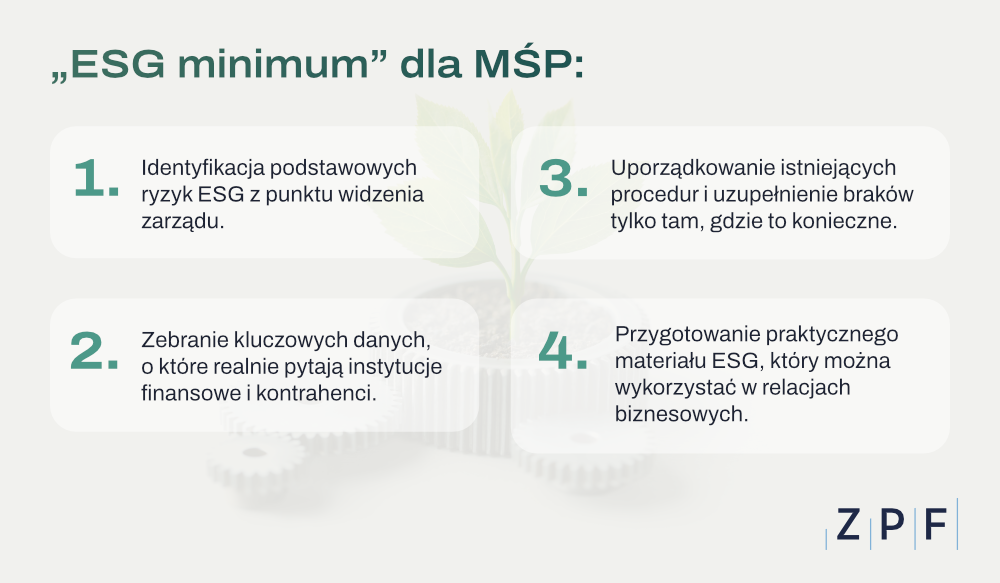 „ESG minimum” dla MŚP:
1.
Identyfikacja podstawowych
ryzyk ESG z punktu widzenia
zarządu.
2.
Zebranie kluczowych danych,
o które realnie pytają instytucje
finansowe i kontrahenci.
3.
Uporządkowanie istniejących
procedur i uzupełnienie braków
tylko tam, gdzie to konieczne.
4.
Przygotowanie praktycznego
materiału ESG, który można
wykorzystać w relacjach
biznesowych.
ZPF